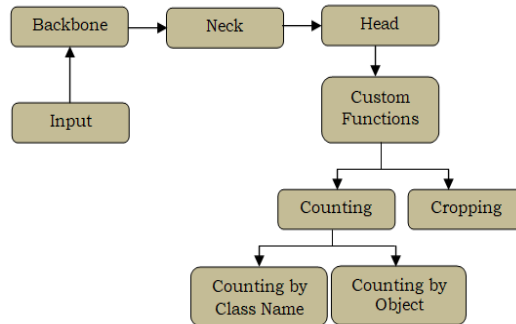 Backbone
Neck
Head
Input
Custom
Functions
Counting
Cropping
Counting by
Class Name
Counting by
Object